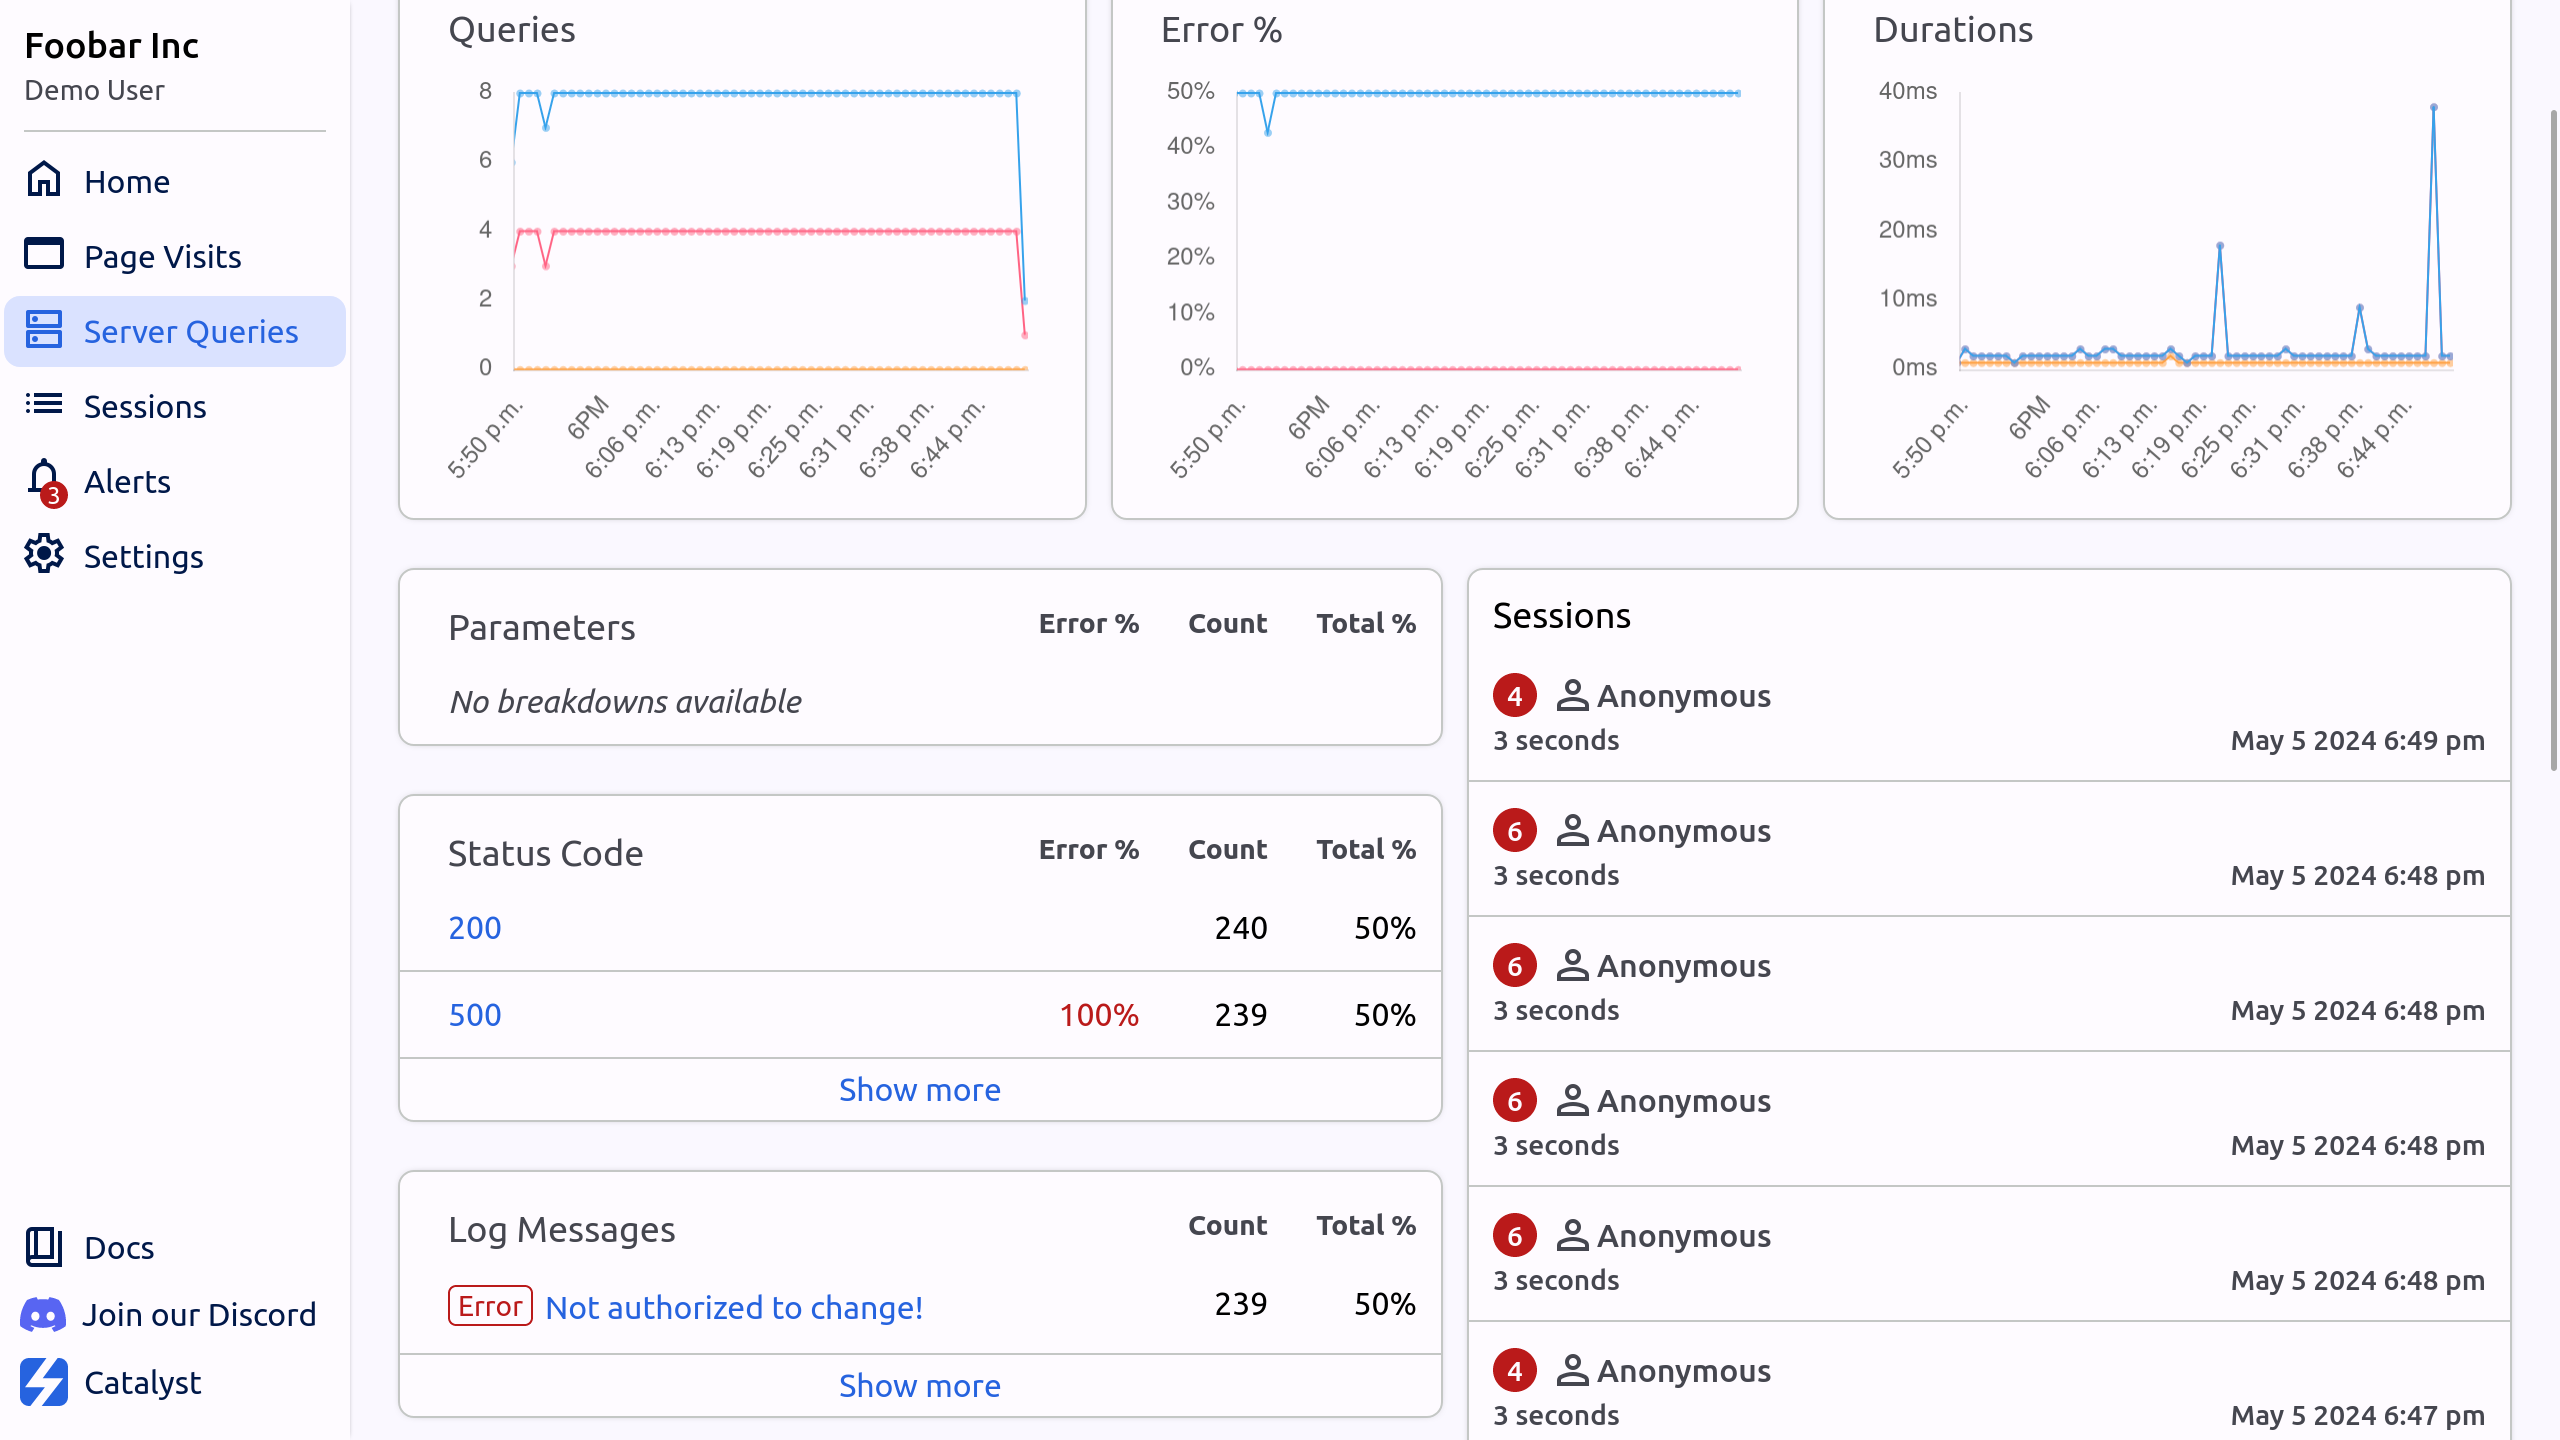 Foobar Inc
Demo User
Home
Page Visits
Server Queries
Sessions
Alerts
3
Settings
Docs
Join our Discord
Catalyst
Queries
8
6
4
2
0
5:50 p.m.
6PM
6:06 p.m.
6:13 p.m.
6:19 p.m.
6:25 p.m.
6:31 p.m.
6:38 p.m.
6:44 p.m.
Error %
50%
40%
30%
20%
10%
0%
5:50 p.m.
6PM
6:06 p.m.
6:13 p.m.
6:19 p.m.
6:25 p.m.
6:31 p.m.
6:38 p.m.
6:44 p.m.
Durations
40ms
30ms
20ms
10ms
0ms
5:50 p.m.
6PM
6:06 p.m.
6:13 p.m.
6:19 p.m.
6:25 p.m.
6:31 p.m.
6:38 p.m.
6:44 p.m.
Parameters Error % Count Total %
No breakdowns available
Status Code Error % Count Total %
200 240 50%
500 100% 239 50%
Show more
Log Messages Count Total %
Error Not authorized to change! 239 50%
Show more
Sessions
4 Anonymous
3 seconds May 5 2024 6:49 pm
6 Anonymous
3 seconds May 5 2024 6:48 pm
6 Anonymous
3 seconds May 5 2024 6:48 pm
6 Anonymous
3 seconds May 5 2024 6:48 pm
6 Anonymous
3 seconds May 5 2024 6:48 pm
4 Anonymous
3 seconds May 5 2024 6:47 pm